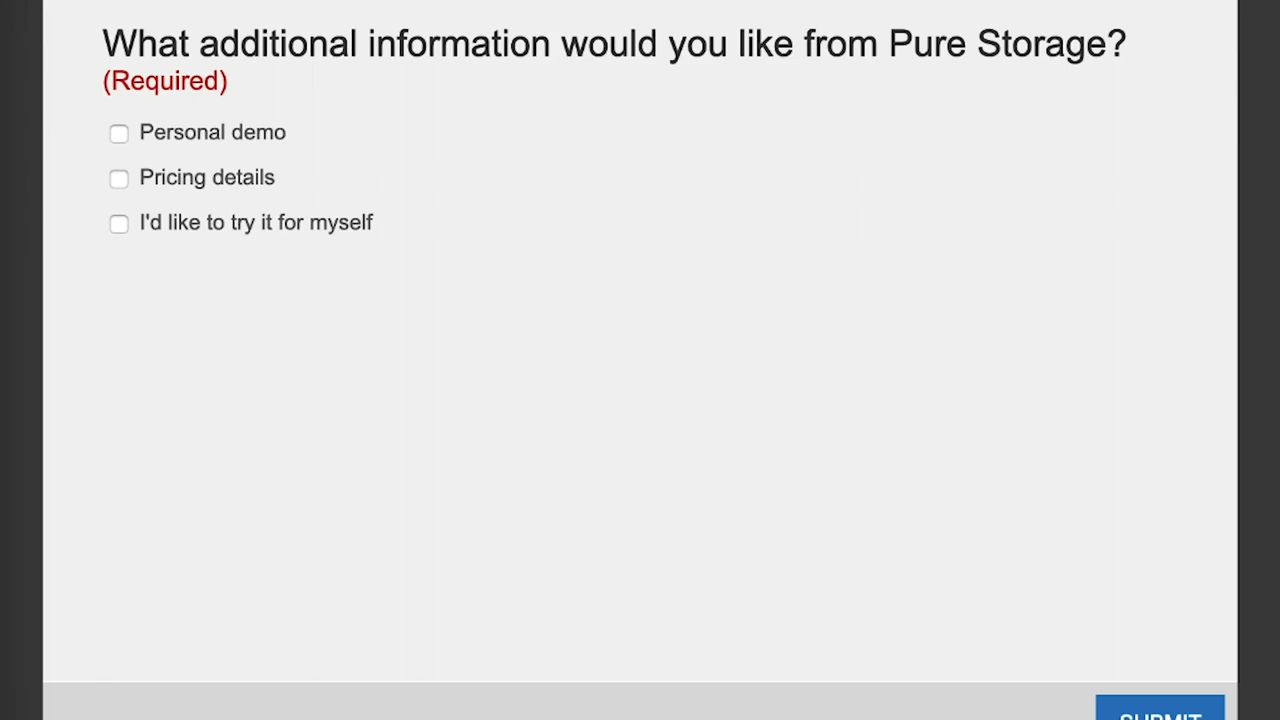 What additional information would you like from Pure Storage?
(Required)
Personal demo
Pricing details
I'd like to try it for myself
SUBMIT